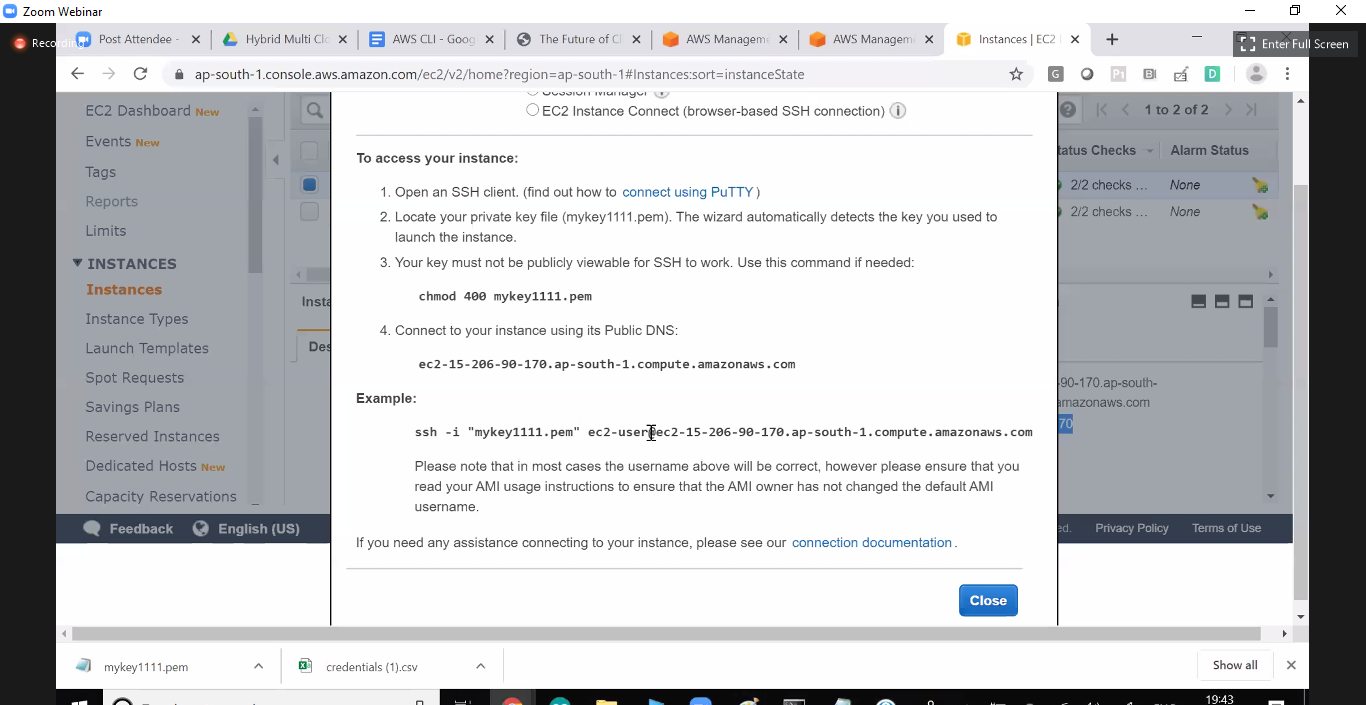 Zoom Webinar
Recording
Post Attendee -
Hybrid Multi Clo
AWS CLI - Goog
The Future of Cl
AWS Managem
AWS Managem
Instances | EC2
Enter Full Screen
ap-south-1.console.aws.amazon.com/ec2/v2/home?region=ap-south-1#Instances:sort=instanceState
EC2 Dashboard New
Events New
Tags
Reports
Limits
INSTANCES
Instances
Instance Types
Launch Templates
Spot Requests
Savings Plans
Reserved Instances
Dedicated Hosts New
Capacity Reservations
Session Manager
EC2 Instance Connect (browser-based SSH connection)
To access your instance:
1. Open an SSH client. (find out how to connect using PuTTY )
2. Locate your private key file (mykey1111.pem). The wizard automatically detects the key you used to
launch the instance.
3. Your key must not be publicly viewable for SSH to work. Use this command if needed:
chmod 400 mykey1111.pem
4. Connect to your instance using its Public DNS:
ec2-15-206-90-170.ap-south-1.compute.amazonaws.com
Example:
ssh -i "mykey1111.pem" ec2-user@ec2-15-206-90-170.ap-south-1.compute.amazonaws.com
Please note that in most cases the username above will be correct, however please ensure that you
read your AMI usage instructions to ensure that the AMI owner has not changed the default AMI
username.
If you need any assistance connecting to your instance, please see our connection documentation .
Close
1 to 2 of 2
tatus Checks
Alarm Status
2/2 checks ...
None
2/2 checks ...
None
Insta
Des
-90-170.ap-south-
amazonaws.com
70
Feedback
English (US)
ed.
Privacy Policy
Terms of Use
mykey1111.pem
credentials (1).csv
Show all
19:43